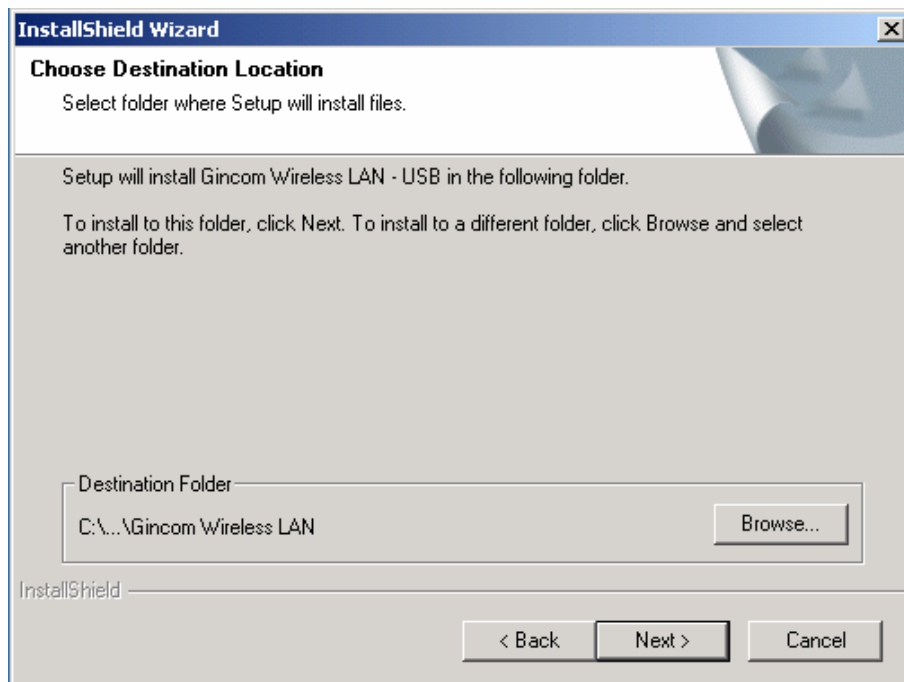 InstallShield Wizard
Choose Destination Location
Select folder where Setup will install files.
Setup will install Gincom Wireless LAN - USB in the following folder.
To install to this folder, click Next. To install to a different folder, click Browse and select
another folder.
Destination Folder
C:\...\Gincom Wireless LAN
Browse...
InstallShield
< Back
Next >
Cancel